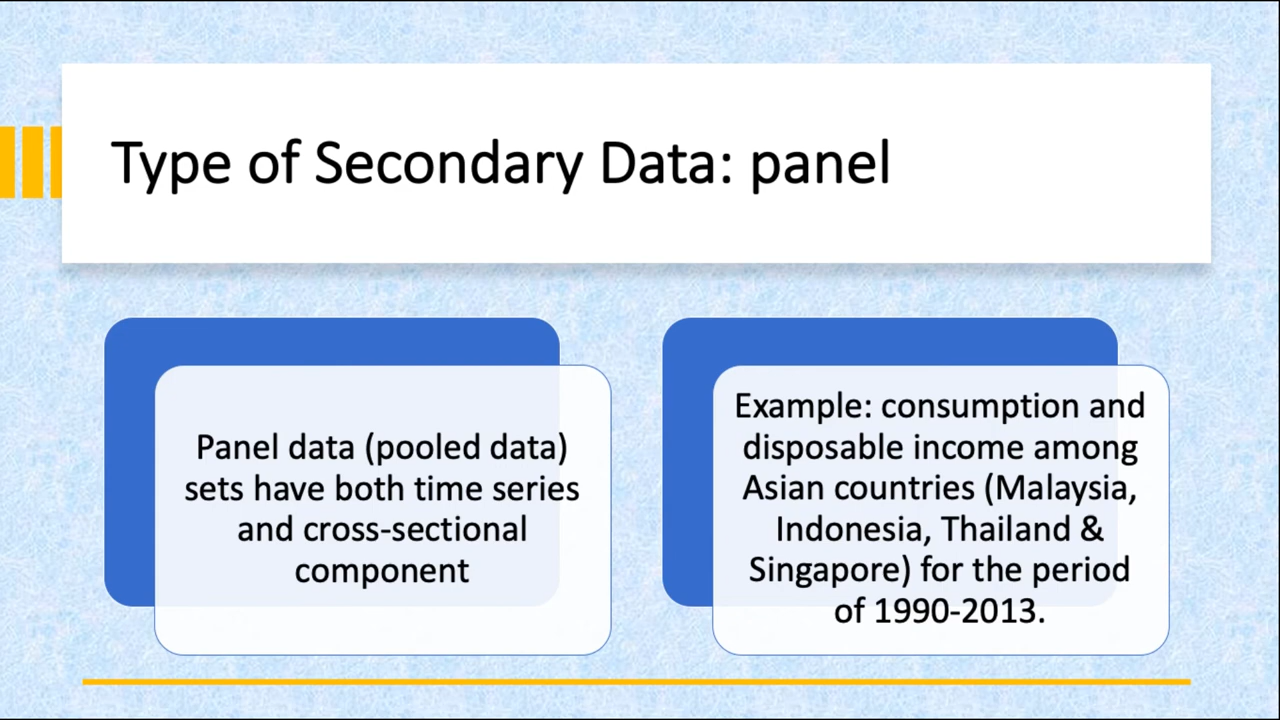 Type of Secondary Data: panel
Panel data (pooled data)
sets have both time series
and cross-sectional
component
Example: consumption and
disposable income among
Asian countries (Malaysia,
Indonesia, Thailand &
Singapore) for the period
of 1990-2013.